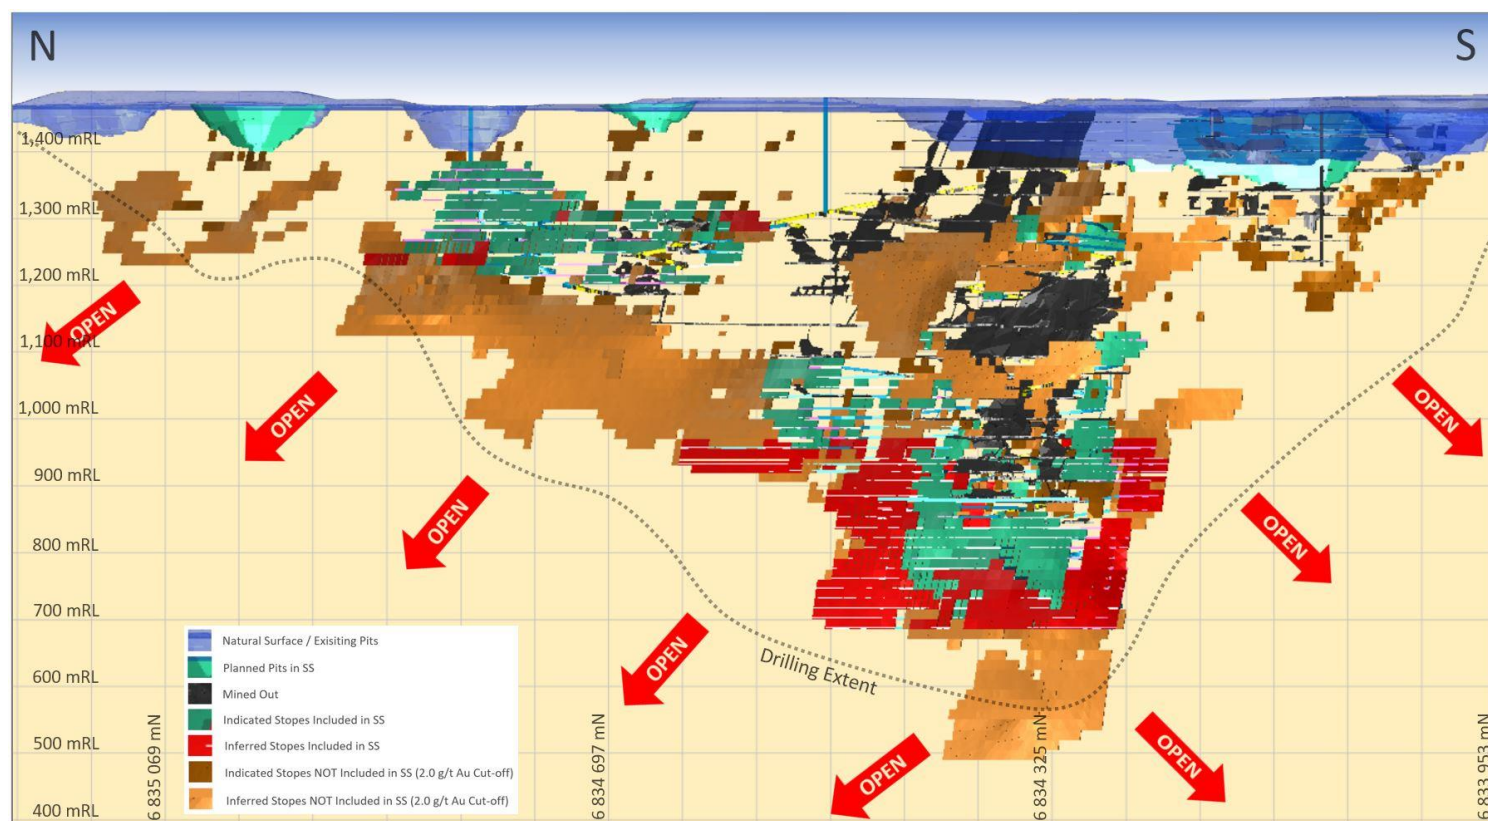 N
S
1,400 mRL
1,300 mRL
1,200 mRL
OPEN
1,100 mRL
OPEN
1,000 mRL
OPEN
900 mRL
OPEN
OPEN
800 mRL
700 mRL
OPEN
Natural Surface / Exisiting Pits
Planned Pits in SS
Mined Out
Indicated Stopes Included in SS
Inferred Stopes Included in SS
Indicated Stopes NOT Included in SS (2.0 g/t Au Cut-off)
Inferred Stopes NOT Included in SS (2.0 g/t Au Cut-off)
Drilling Extent
600 mRL
500 mRL
OPEN
OPEN
400 mRL
6 835 069 mN
6 834 697 mN
6 834 325 mN
6 833 953 mN